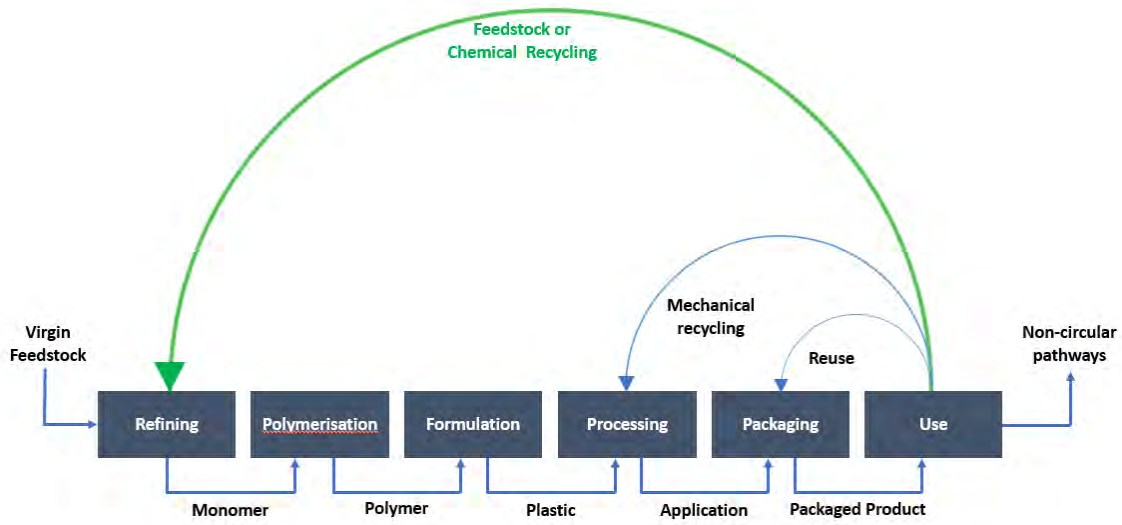 Feedstock or
Chemical Recycling
Mechanical
recycling
Reuse
Virgin
Feedstock
Non-circular
pathways
Refining
Polymerisation
Formulation
Processing
Packaging
Use
Monomer
Polymer
Plastic
Application
Packaged Product